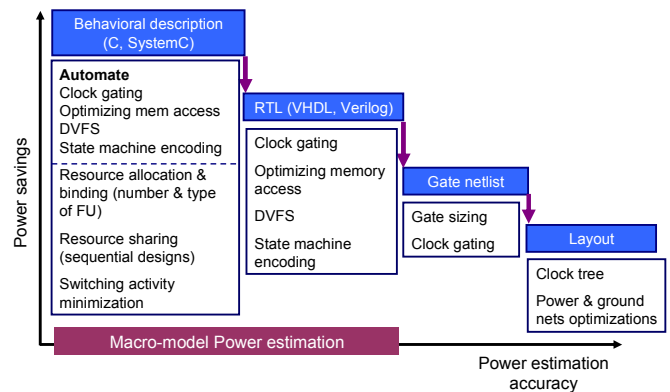 Behavioral description
(C, SystemC)
Automate
Clock gating
Optimizing mem access
DVFS
State machine encoding
Resource allocation &
binding (number & type
of FU)
Resource sharing
(sequential designs)
Switching activity
minimization
RTL (VHDL, Verilog)
Clock gating
Optimizing memory
access
DVFS
State machine
encoding
Gate netlist
Gate sizing
Clock gating
Layout
Clock tree
Power & ground
nets optimizations
Power savings
Macro-model Power estimation
Power estimation
accuracy